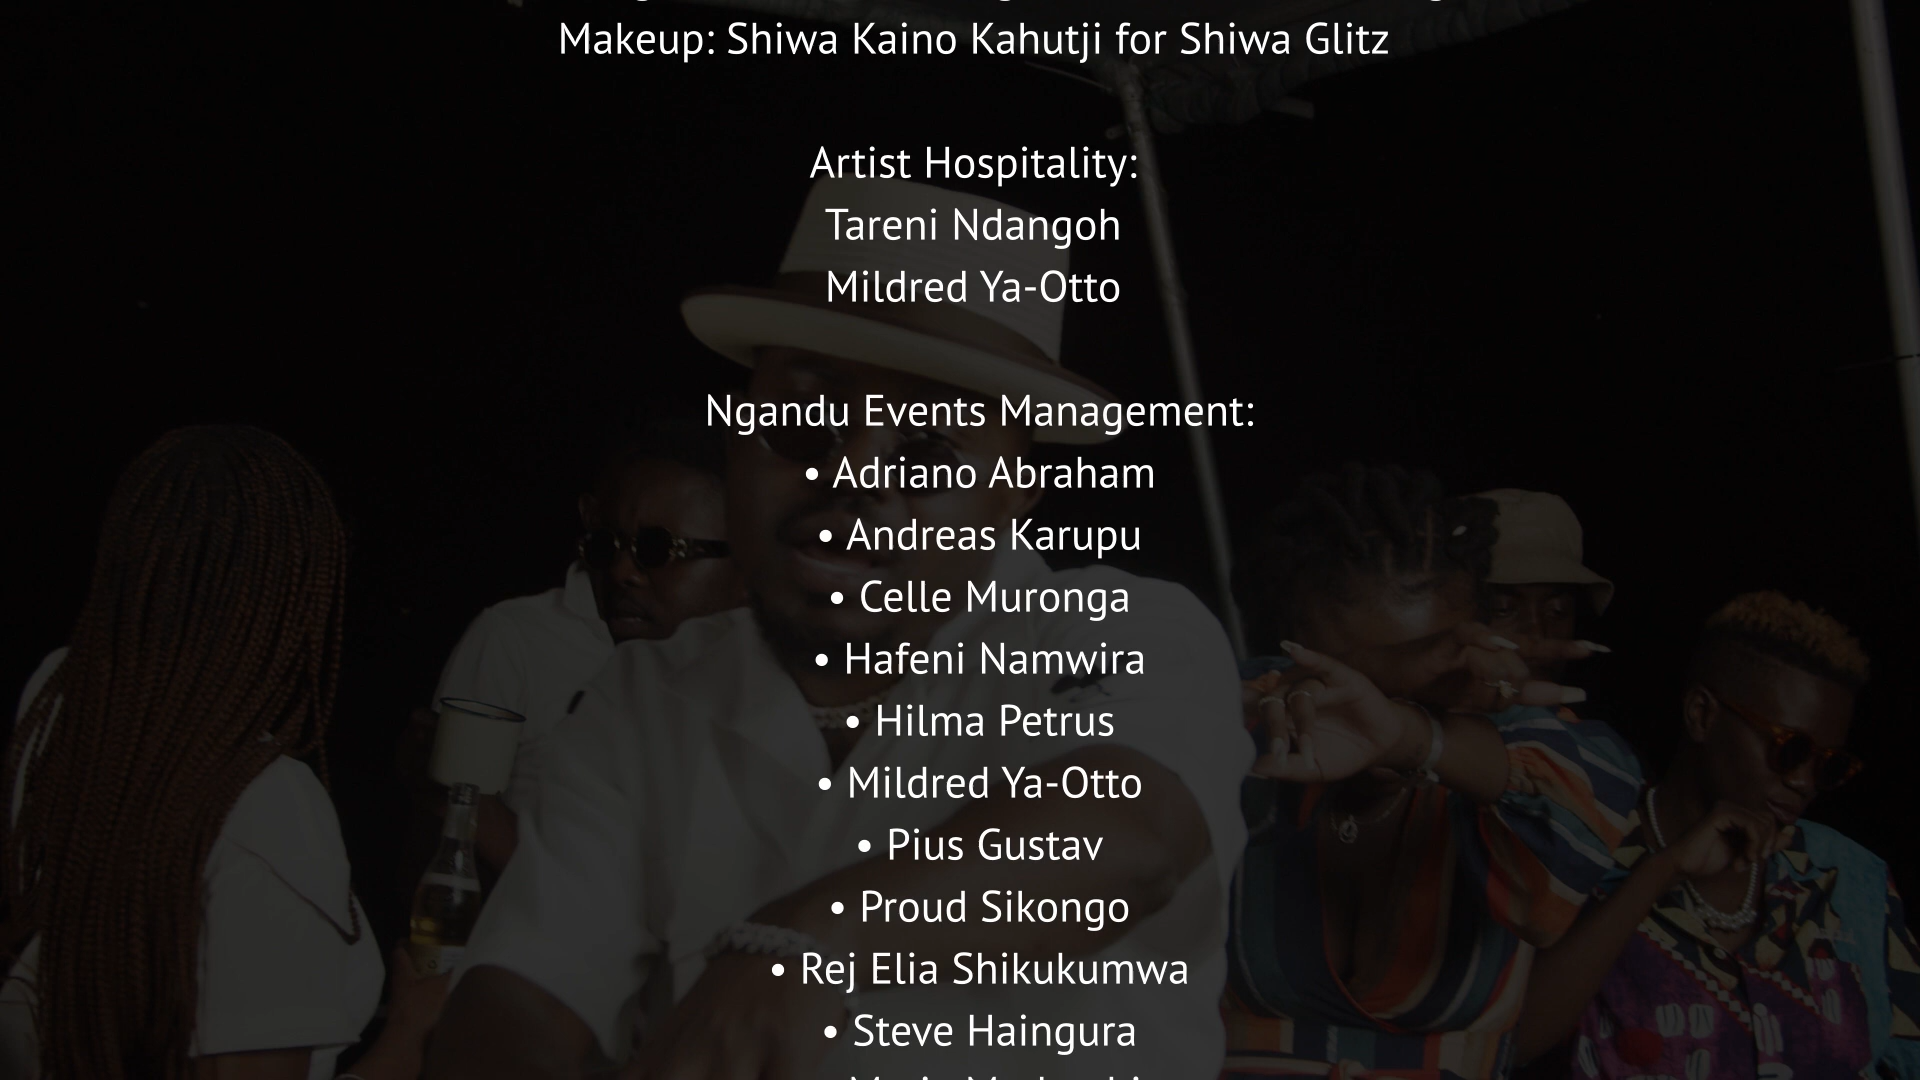 Makeup: Shiwa Kaino Kahutji for Shiwa Glitz
Artist Hospitality:
Tareni Ndangoh
Mildred Ya-Otto
Ngandu Events Management:
• Adriano Abraham
• Andreas Karupu
• Celle Muronga
• Hafeni Namwira
• Hilma Petrus
• Mildred Ya-Otto
• Pius Gustav
• Proud Sikongo
• Rej Elia Shikukumwa
• Steve Haingura